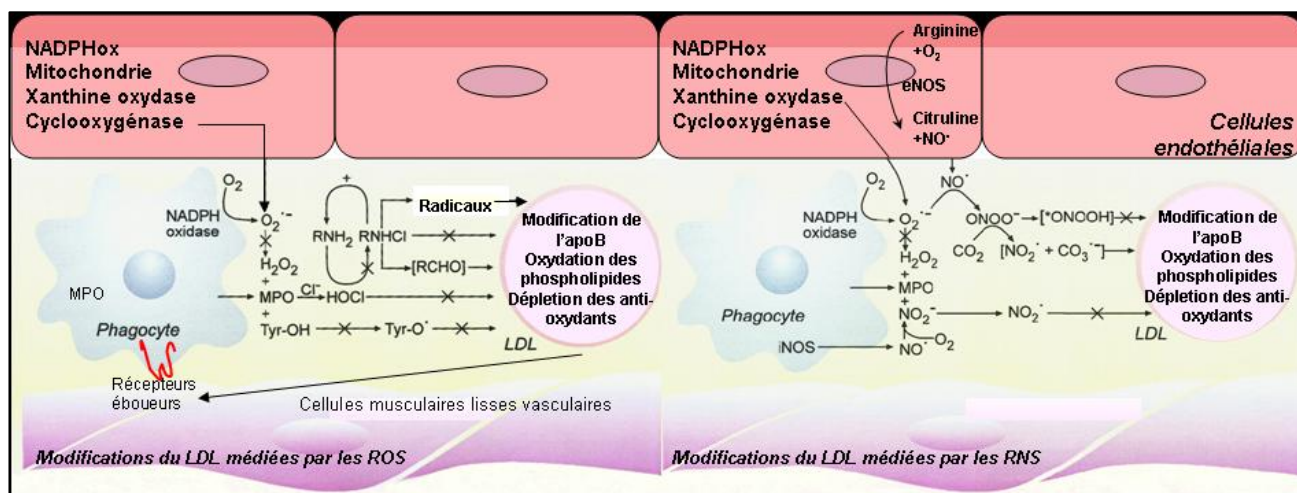 NADPHox
Mitochondrie
Xanthine oxydase
Cyclooxygénase
O2
NADPH
oxidase
O2•−
H2O2
+
MPO
MPO
Cl−
HOCl
+
Tyr-OH
Tyr-O•
+
RNH2
RNHCl
Radicaux
[RCHO]
Modification de
l'apoB
Oxydation des
phospholipides
Dépletion des anti-
oxydants
LDL
Phagocyte
Récepteurs
éboueurs
Cellules musculaires lisses vasculaires
Modifications du LDL médiées par les ROS
NADPHox
Mitochondrie
Xanthine oxydase
Cyclooxygénase
Arginine
+O2
eNOS
Citruline
+NO•
Cellules
endothéliales
O2
NADPH
oxidase
O2•−
NO•
ONOO−
[*ONCOH]
CO2
[NO2• + CO3•−]
H2O2
+
MPO
+
NO2−
NO2•
iNOS
NO•
O2
Modification de
l'apoB
Oxydation des
phospholipides
Dépletion des anti-
oxydants
LDL
Phagocyte
Modifications du LDL médiées par les RNS